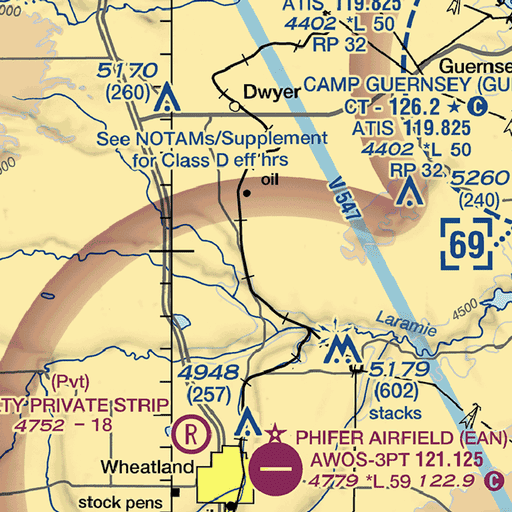 ATIS 119.825
4402 *L 50
RP 32
Guernse
5170
(260)
Dwyer
CAMP GUERNSEY (GU
CT - 126.2 ★ C
ATIS 119.825
4402 *L 50
RP 32
See NOTAMs/Supplement
for Class D eff hrs
oil
5260
(240)
V 547
69
4500
Laramie
4948
(257)
5179
(602)
stacks
(Pvt)
LTY PRIVATE STRIP
4752 - 18
R
PHIFER AIRFIELD (EAN)
AWOS-3PT 121.125
4779 *L 59 122.9 C
Wheatland
stock pens